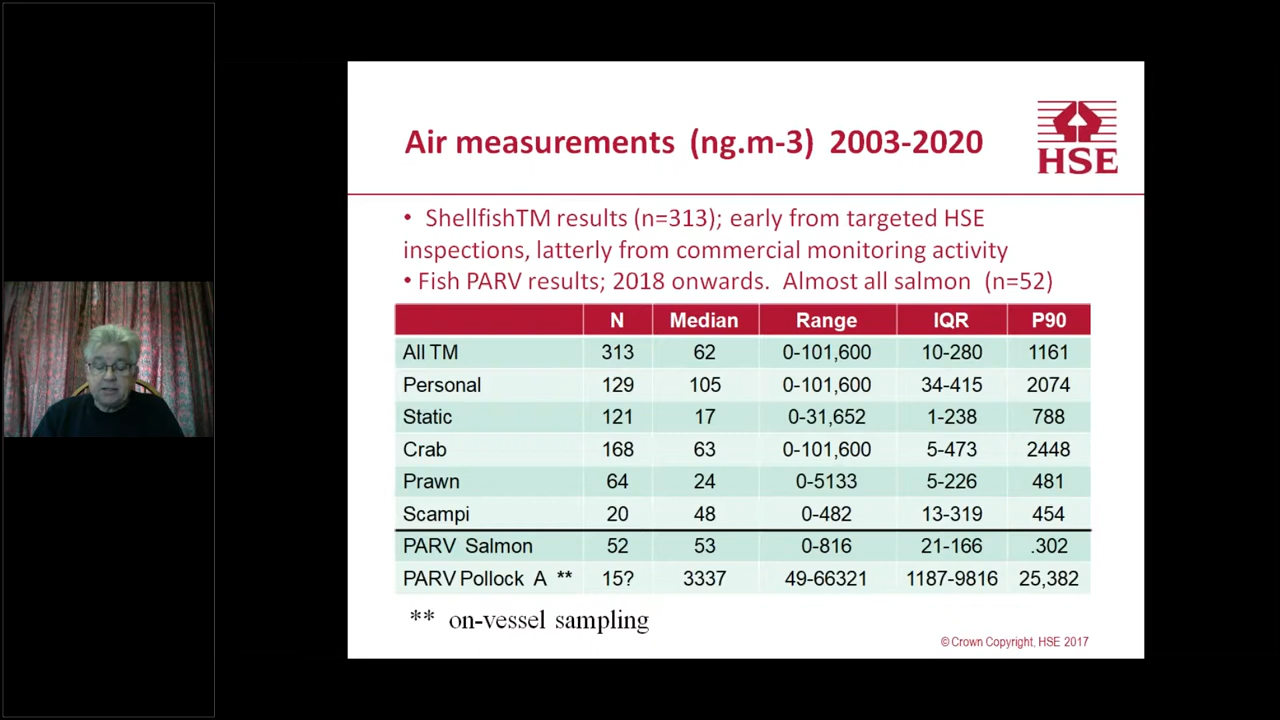 Air measurements (ng.m-3) 2003-2020
HSE
• ShellfishTM results (n=313); early from targeted HSE
inspections, latterly from commercial monitoring activity
• Fish PARV results; 2018 onwards. Almost all salmon (n=52)
N Median Range IQR P90
All TM 313 62 0-101,600 10-280 1161
Personal 129 105 0-101,600 34-415 2074
Static 121 17 0-31,652 1-238 788
Crab 168 63 0-101,600 5-473 2448
Prawn 64 24 0-5133 5-226 481
Scampi 20 48 0-482 13-319 454
PARV Salmon 52 53 0-816 21-166 .302
PARV Pollock A ** 15? 3337 49-66321 1187-9816 25,382
** on-vessel sampling
© Crown Copyright, HSE 2017